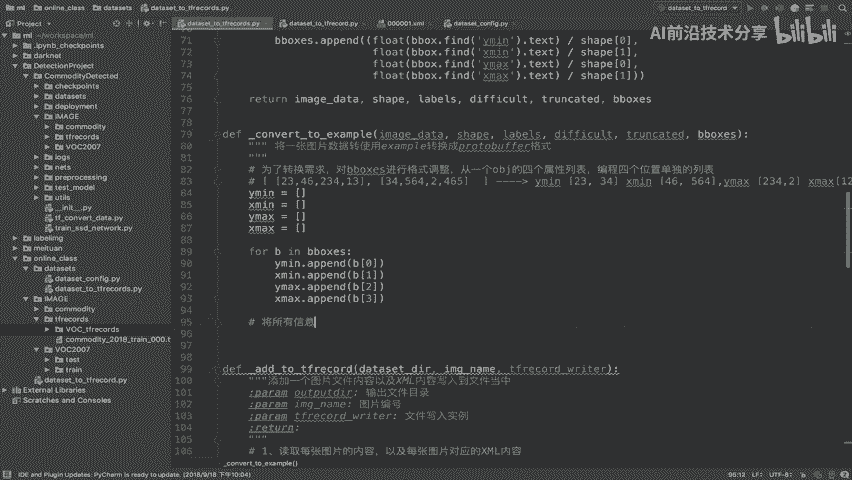 ml
online_class
datasets
dataset_to_tfrecords.py
dataset_to_tfrecord
Project
dataset_to_tfrecords.py
dataset_to_tfrecord.py
000001.xml
dataset_config.py
AI前沿技术分享 bilibili
ml ~/workspace/ml
.ipynb_checkpoints
darknet
DetectionProject
CommodityDetected
checkpoints
datasets
deployment
IMAGE
commodity
tfrecords
VOC2007
logs
nets
preprocessing
test_model
utils
__init__.py
tf_convert_data.py
train_ssd_network.py
labelimg
meituan
online_class
datasets
dataset_config.py
dataset_to_tfrecords.py
IMAGE
commodity
tfrecords
VOC_tfrecords
commodity_2018_train_000.t
VOC2007
test
train
dataset_to_tfrecord.py
External Libraries
Scratches and Consoles
71 bboxes.append((float(bbox.find('ymin').text) / shape[0],
72 float(bbox.find('xmin').text) / shape[1],
73 float(bbox.find('ymax').text) / shape[0],
74 float(bbox.find('xmax').text) / shape[1]))
75
76 return image_data, shape, labels, difficult, truncated, bboxes
77
78
79 def _convert_to_example(image_data, shape, labels, difficult, truncated, bboxes):
80 """ 将一张图片数据转使用example转换成protobuffer格式
81 """
82 # 为了转换需求，对bboxes进行格式调整，从一个obj的四个属性列表，编程四个位置单独的列表
83 # [ [23,46,234,13], [34,564,2,465] ] ----> ymin [23, 34] xmin [46, 564],ymax [234,2] xmax[12
84 ymin = []
85 xmin = []
86 ymax = []
87 xmax = []
88
89 for b in bboxes:
90 ymin.append(b[0])
91 xmin.append(b[1])
92 ymax.append(b[2])
93 xmax.append(b[3])
94
95 # 将所有信息
96
97
98
99 def _add_to_tfrecord(dataset_dir, img_name, tfrecord_writer):
100 """添加一个图片文件内容以及XML内容写入到文件当中
101 :param outputdir: 输出文件目录
102 :param img_name: 图片编号
103 :param tfrecord_writer: 文件写入实例
104 :return:
105 """
106 # 1、读取每张图片的内容，以及每张图片对应的XML内容
_convert_to_example()
IDE and Plugin Updates: PyCharm is ready to update. (2018/9/18 下午10:04)
95:12 LF: UTF-8: